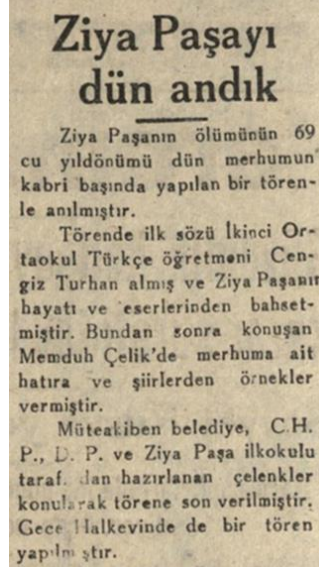 Ziya Paşayı
dün andık
Ziya Paşanın ölümünün 69
cu yıldönümü dün merhumun
kabri başında yapılan bir tören-
le anılmıştır.
Törende ilk sözü İkinci Or-
taokul Türkçe öğretmeni Cen-
giz Turhan almış ve Ziya Paşanın
hayatı ve eserlerinden bahset-
miştir. Bundan sonra konuşan
Memduh Çelik'de merhuma ait
hatıra ve şiirlerden örnekler
vermiştir.
Müteakiben belediye, C.H.
P., D. P. ve Ziya Paşa ilkokulu
taraf. dan hazırlanan çelenkler
konularak törene son verilmiştir.
Gece Halkevinde de bir tören
yapılmıştır.